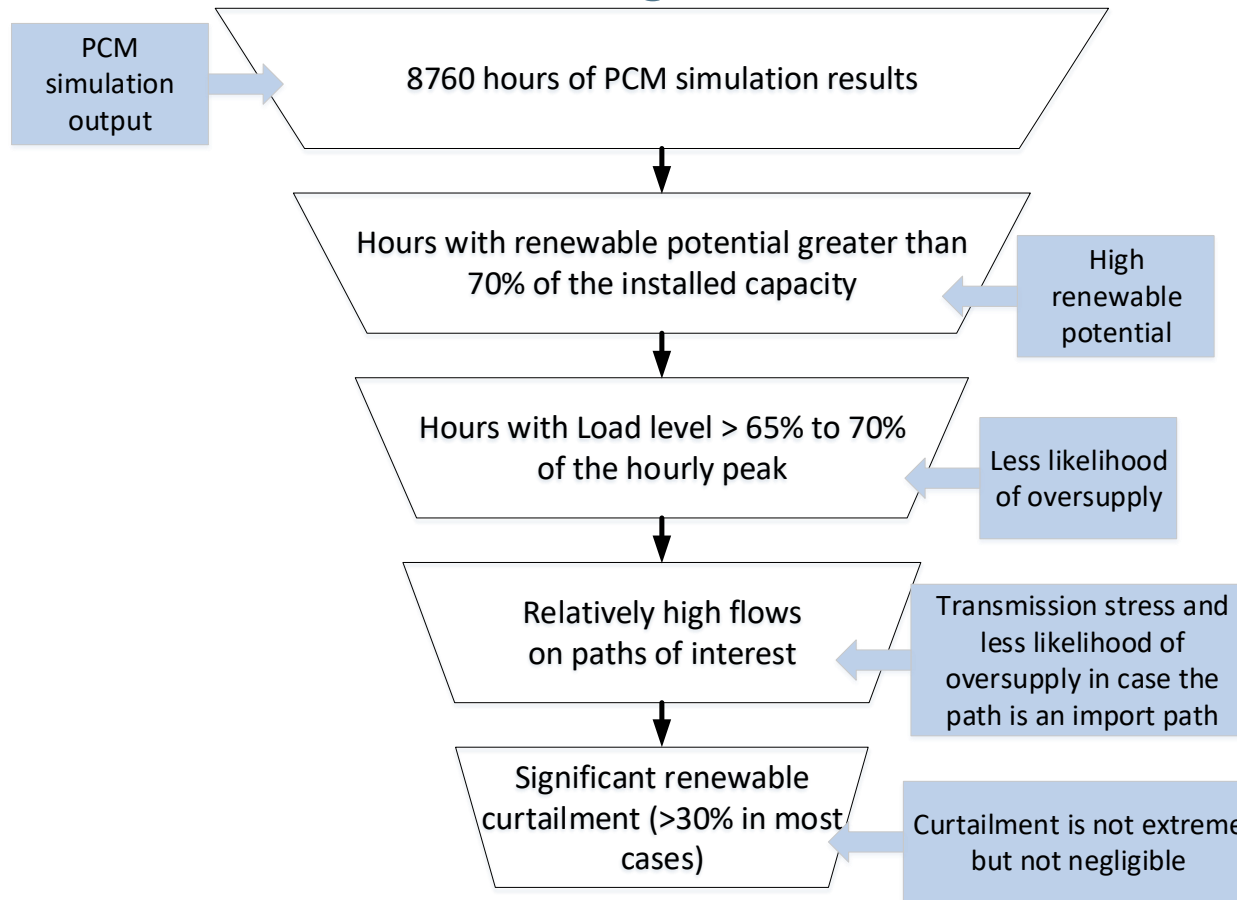 PCM
simulation
output
8760 hours of PCM simulation results
Hours with renewable potential greater than
70% of the installed capacity
High
renewable
potential
Hours with Load level > 65% to 70%
of the hourly peak
Less likelihood
of oversupply
Relatively high flows
on paths of interest
Transmission stress and
less likelihood of
oversupply in case the
path is an import path
Significant renewable
curtailment (>30% in most
cases)
Curtailment is not extreme
but not negligible